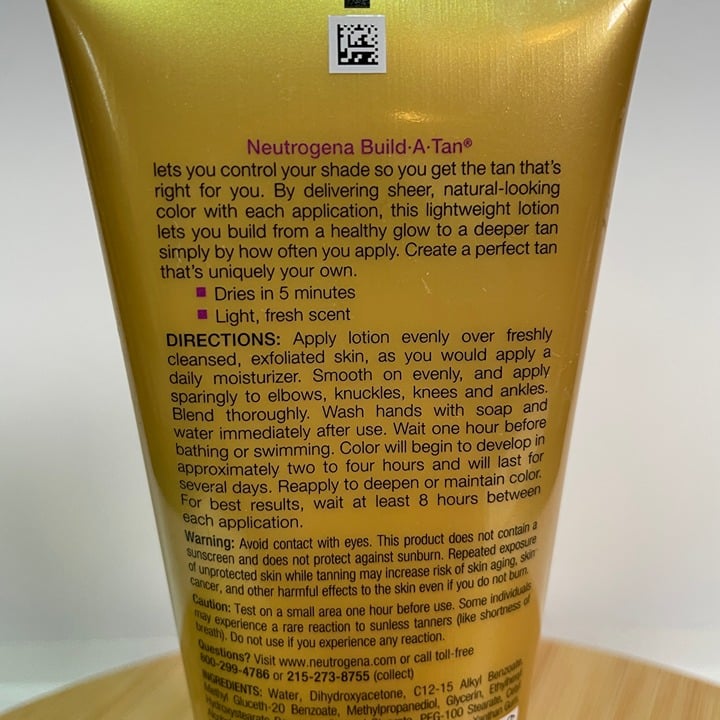 Neutrogena Build·A·Tan®
lets you control your shade so you get the tan that's
right for you. By delivering sheer, natural-looking
color with each application, this lightweight lotion
lets you build from a healthy glow to a deeper tan
simply by how often you apply. Create a perfect tan
that's uniquely your own.
■ Dries in 5 minutes
■ Light, fresh scent
DIRECTIONS: Apply lotion evenly over freshly
cleansed, exfoliated skin, as you would apply a
daily moisturizer. Smooth on evenly, and apply
sparingly to elbows, knuckles, knees and ankles.
Blend thoroughly. Wash hands with soap and
water immediately after use. Wait one hour before
bathing or swimming. Color will begin to develop in
approximately two to four hours and will last for
several days. Reapply to deepen or maintain color.
For best results, wait at least 8 hours between
each application.
Warning: Avoid contact with eyes. This product does not contain a
sunscreen and does not protect against sunburn. Repeated exposure
of unprotected skin while tanning may increase risk of skin aging, skin
cancer, and other harmful effects to the skin even if you do not burn.
Caution: Test on a small area one hour before use. Some individuals
may experience a rare reaction to sunless tanners (like shortness of
breath). Do not use if you experience any reaction.
Questions? Visit www.neutrogena.com or call toll-free
800-299-4786 or 215-273-8755 (collect)
INGREDIENTS: Water, Dihydroxyacetone, C12-15 Alkyl Benzoate,
Methyl Gluceth-20 Benzoate, Methylpropanediol, Glycerin, Ethylhexyl
Hydroxystearate PEG-100 Stearate,